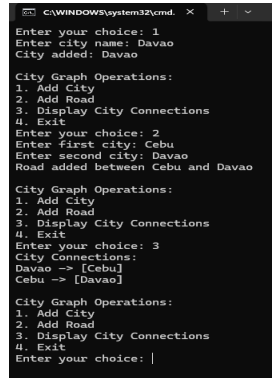 C:\WINDOWS\system32\cmd.
Enter your choice: 1
Enter city name: Davao
City added: Davao
City Graph Operations:
1. Add City
2. Add Road
3. Display City Connections
4. Exit
Enter your choice: 2
Enter first city: Cebu
Enter second city: Davao
Road added between Cebu and Davao
City Graph Operations:
1. Add City
2. Add Road
3. Display City Connections
4. Exit
Enter your choice: 3
City Connections:
Davao -> [Cebu]
Cebu -> [Davao]
City Graph Operations:
1. Add City
2. Add Road
3. Display City Connections
4. Exit
Enter your choice: